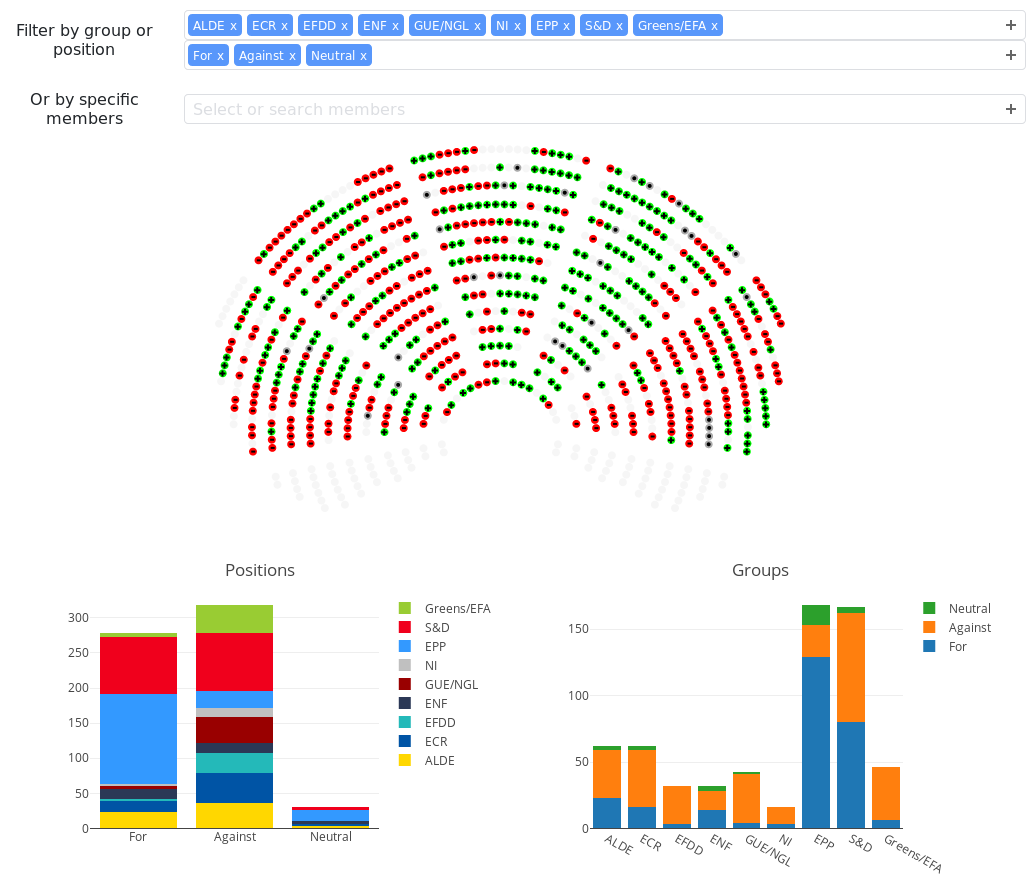 Filter by group or
position
ALDE x ECR x EFDD x ENF x GUE/NGL x NI x EPP x S&D x Greens/EFA x +
For x Against x Neutral x +
Or by specific
members
Select or search members +
Positions
300
250
200
150
100
50
0
For Against Neutral
Greens/EFA
S&D
EPP
NI
GUE/NGL
ENF
EFDD
ECR
ALDE
Groups
150
100
50
0
ALDE ECR EFDD ENF GUE/NGL NI EPP S&D Greens/EFA
Neutral
Against
For